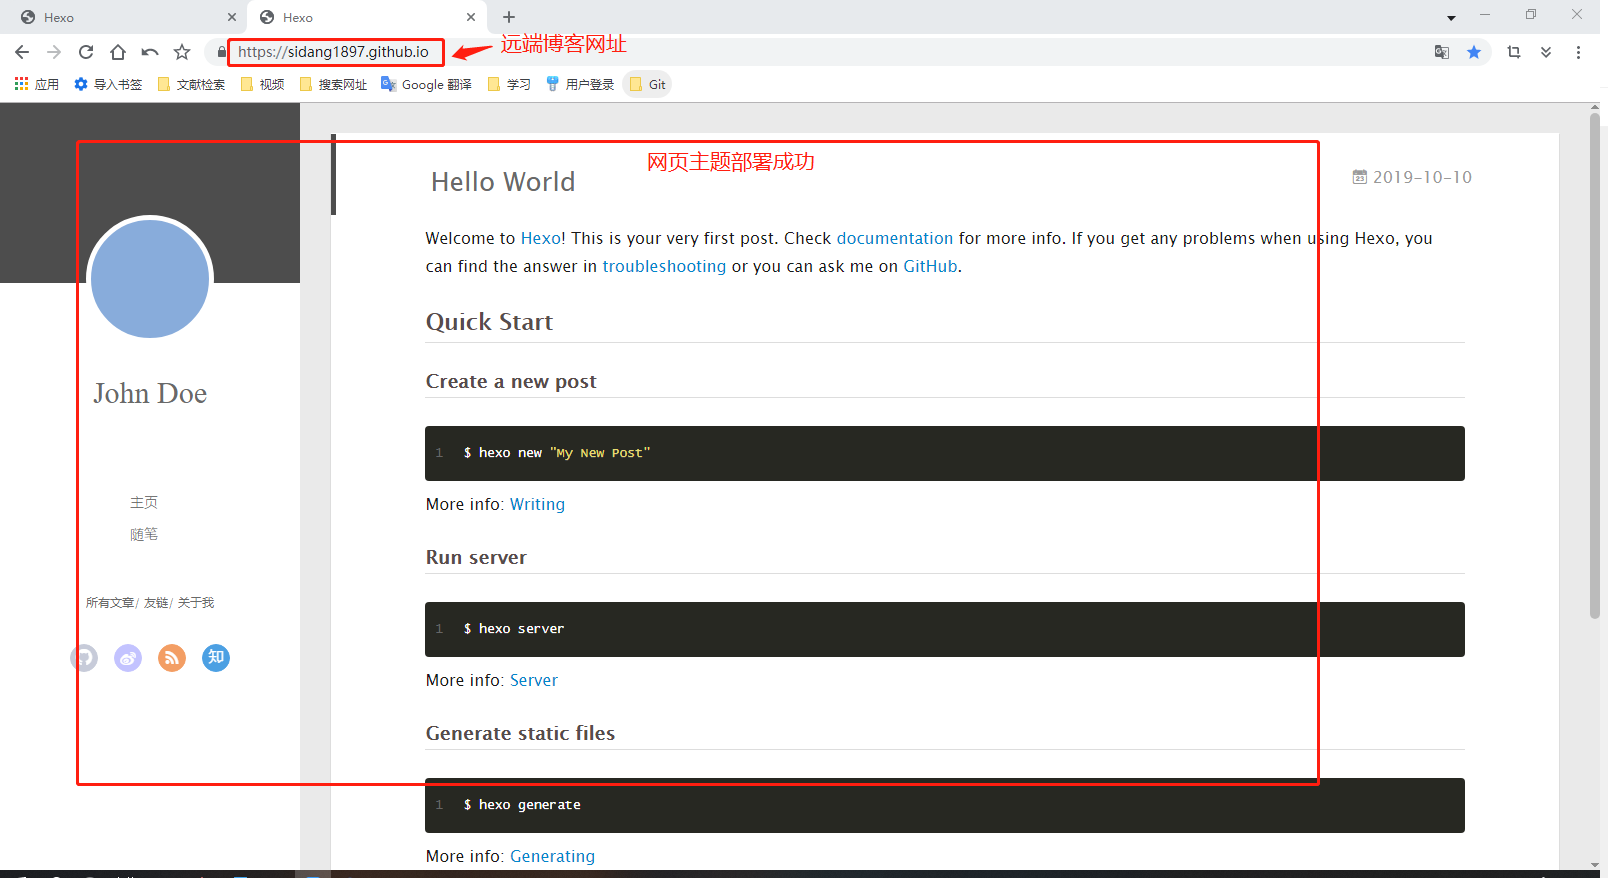 Hexo
Hexo
https://sidang1897.github.io
远端博客网址
应用 导入书签 文献检索 视频 搜索网址 Google 翻译 学习 用户登录 Git
网页主题部署成功
Hello World
23 2019-10-10
Welcome to Hexo! This is your very first post. Check documentation for more info. If you get any problems when using Hexo, you
can find the answer in troubleshooting or you can ask me on GitHub.
Quick Start
Create a new post
1 $ hexo new "My New Post"
More info: Writing
Run server
1 $ hexo server
More info: Server
Generate static files
1 $ hexo generate
More info: Generating
John Doe
主页
随笔
所有文章/ 友链/ 关于我
知